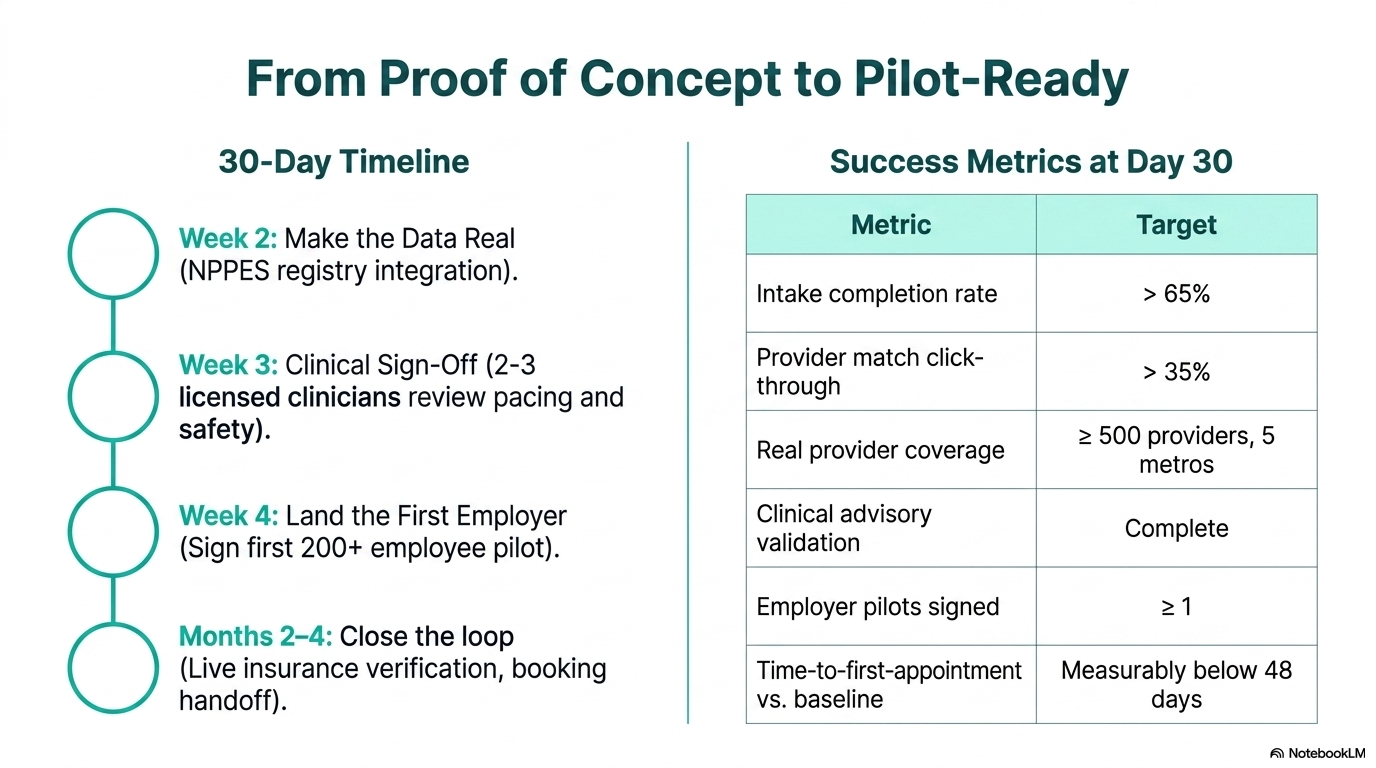 From Proof of Concept to Pilot-Ready
30-Day Timeline
Week 2: Make the Data Real
(NPPES registry integration).
Week 3: Clinical Sign-Off (2-3
licensed clinicians review pacing and
safety).
Week 4: Land the First Employer
(Sign first 200+ employee pilot).
Months 2–4: Close the loop
(Live insurance verification, booking
handoff).
Success Metrics at Day 30
Metric
Target
Intake completion rate
> 65%
Provider match click-
through
> 35%
Real provider coverage
≥ 500 providers, 5
metros
Clinical advisory
validation
Complete
Employer pilots signed
≥ 1
Time-to-first-appointment
vs. baseline
Measurably below 48
days
NotebookLM